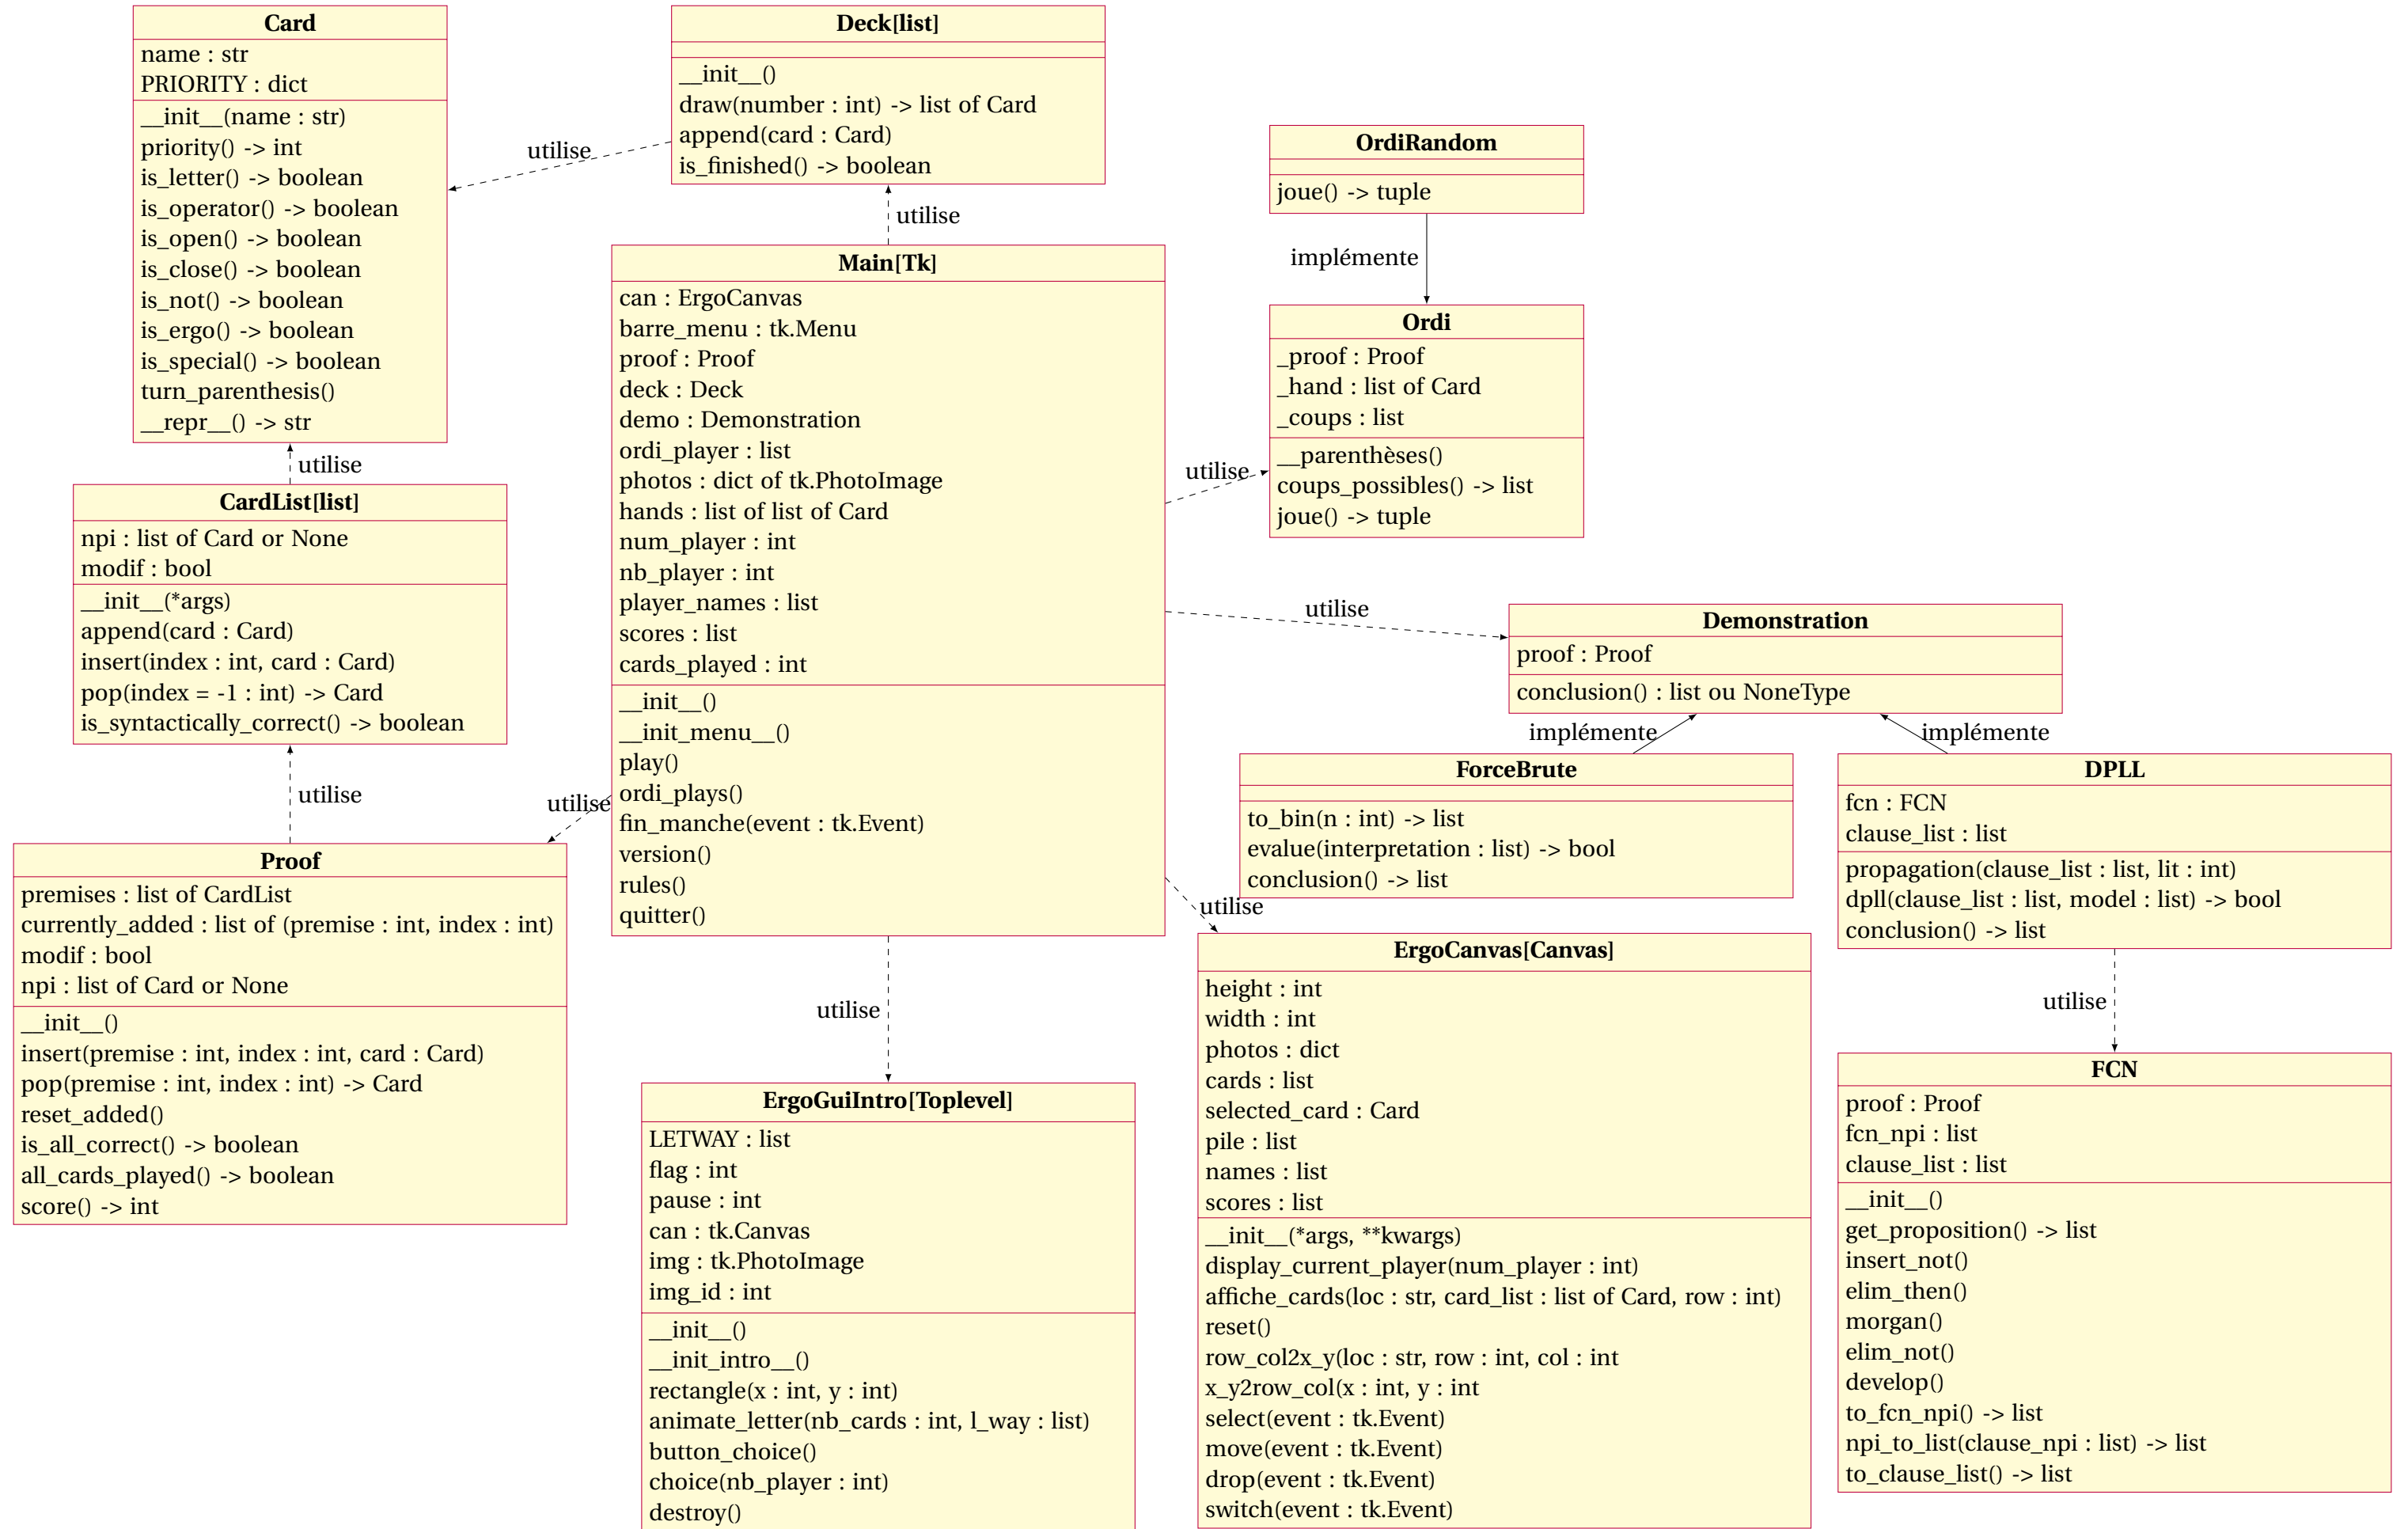 Card
name : str
PRIORITY : dict
__init__(name : str)
priority() -> int
is_letter() -> boolean
is_operator() -> boolean
is_open() -> boolean
is_close() -> boolean
is_not() -> boolean
is_ergo() -> boolean
is_special() -> boolean
turn_parenthesis()
__repr__() -> str
utilise
Deck[list]
__init__()
draw(number : int) -> list of Card
append(card : Card)
is_finished() -> boolean
utilise
OrdiRandom
joue() -> tuple
implémente
Ordi
_proof : Proof
_hand : list of Card
_coups : list
__parenthèses()
coups_possibles() -> list
joue() -> tuple
utilise
Main[Tk]
can : ErgoCanvas
barre_menu : tk.Menu
proof : Proof
deck : Deck
demo : Demonstration
ordi_player : list
photos : dict of tk.PhotoImage
hands : list of list of Card
num_player : int
nb_player : int
player_names : list
scores : list
cards_played : int
__init__()
__init_menu__()
play()
ordi_plays()
fin_manche(event : tk.Event)
version()
rules()
quitter()
utilise
CardList[list]
npi : list of Card or None
modif : bool
__init__(*args)
append(card : Card)
insert(index : int, card : Card)
pop(index = -1 : int) -> Card
is_syntactically_correct() -> boolean
utilise
utilise
Proof
premises : list of CardList
currently_added : list of (premise : int, index : int)
modif : bool
npi : list of Card or None
__init__()
insert(premise : int, index : int, card : Card)
pop(premise : int, index : int) -> Card
reset_added()
is_all_correct() -> boolean
all_cards_played() -> boolean
score() -> int
utilise
Demonstration
proof : Proof
conclusion() : list ou NoneType
implémente
implémente
ForceBrute
to_bin(n : int) -> list
evalue(interpretation : list) -> bool
conclusion() -> list
DPLL
fcn : FCN
clause_list : list
propagation(clause_list : list, lit : int)
dpll(clause_list : list, model : list) -> bool
conclusion() -> list
utilise
utilise
utilise
ErgoGuiIntro[Toplevel]
LETWAY : list
flag : int
pause : int
can : tk.Canvas
img : tk.PhotoImage
img_id : int
__init__()
__init_intro__()
rectangle(x : int, y : int)
animate_letter(nb_cards : int, l_way : list)
button_choice()
choice(nb_player : int)
destroy()
ErgoCanvas[Canvas]
height : int
width : int
photos : dict
cards : list
selected_card : Card
pile : list
names : list
scores : list
__init__(*args, **kwargs)
display_current_player(num_player : int)
affiche_cards(loc : str, card_list : list of Card, row : int)
reset()
row_col2x_y(loc : str, row : int, col : int
x_y2row_col(x : int, y : int
select(event : tk.Event)
move(event : tk.Event)
drop(event : tk.Event)
switch(event : tk.Event)
FCN
proof : Proof
fcn_npi : list
clause_list : list
__init__()
get_proposition() -> list
insert_not()
elim_then()
morgan()
elim_not()
develop()
to_fcn_npi() -> list
npi_to_list(clause_npi : list) -> list
to_clause_list() -> list